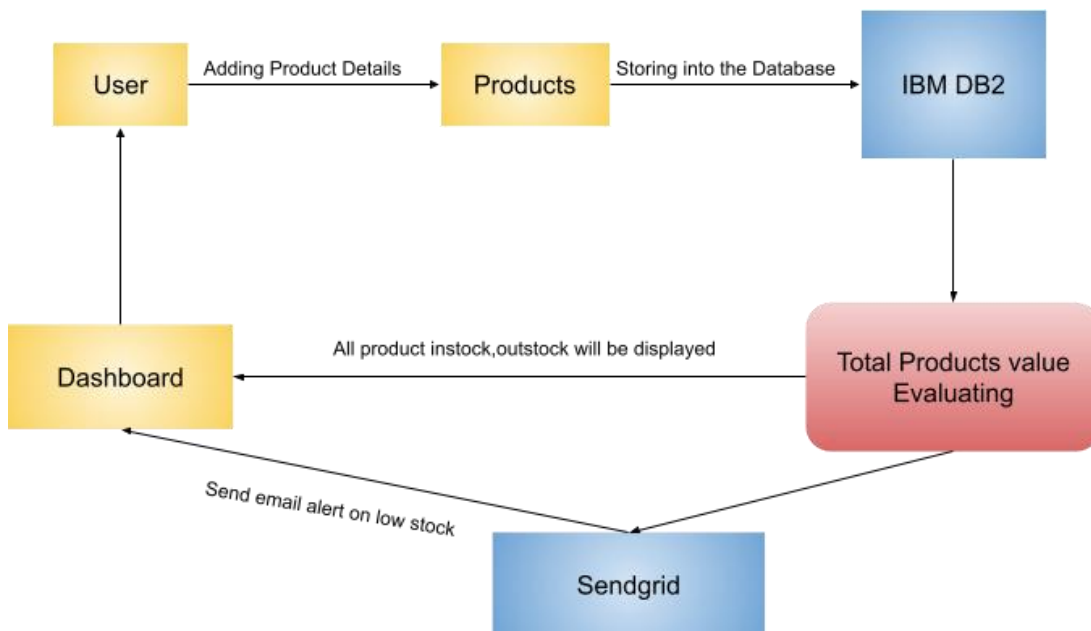 User
Adding Product Details
Products
Storing into the Database
IBM DB2
Dashboard
All product instock,outstock will be displayed
Total Products value
Evaluating
Send email alert on low stock
Sendgrid